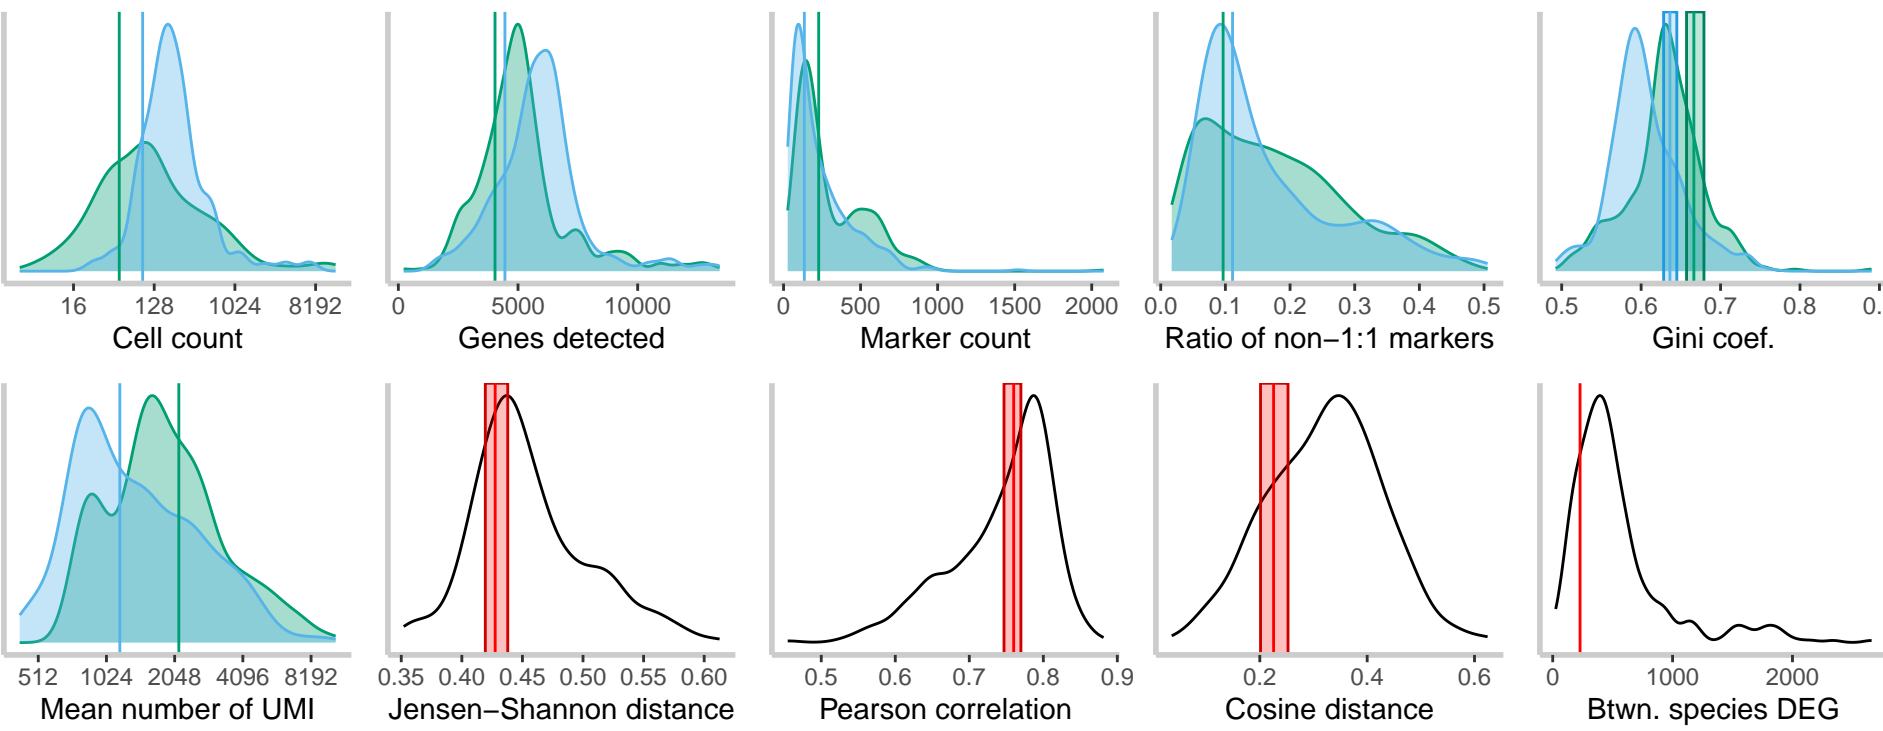 16 128 1024 8192
Cell count
0 5000 10000
Genes detected
0 500 1000 1500 2000
Marker count
0.0 0.1 0.2 0.3 0.4 0.5
Ratio of non−1:1 markers
0.5 0.6 0.7 0.8 0.
Gini coef.
512 1024 2048 4096 8192
Mean number of UMI
0.35 0.40 0.45 0.50 0.55 0.60
Jensen−Shannon distance
0.5 0.6 0.7 0.8 0.9
Pearson correlation
0.2 0.4 0.6
Cosine distance
0 1000 2000
Btwn. species DEG